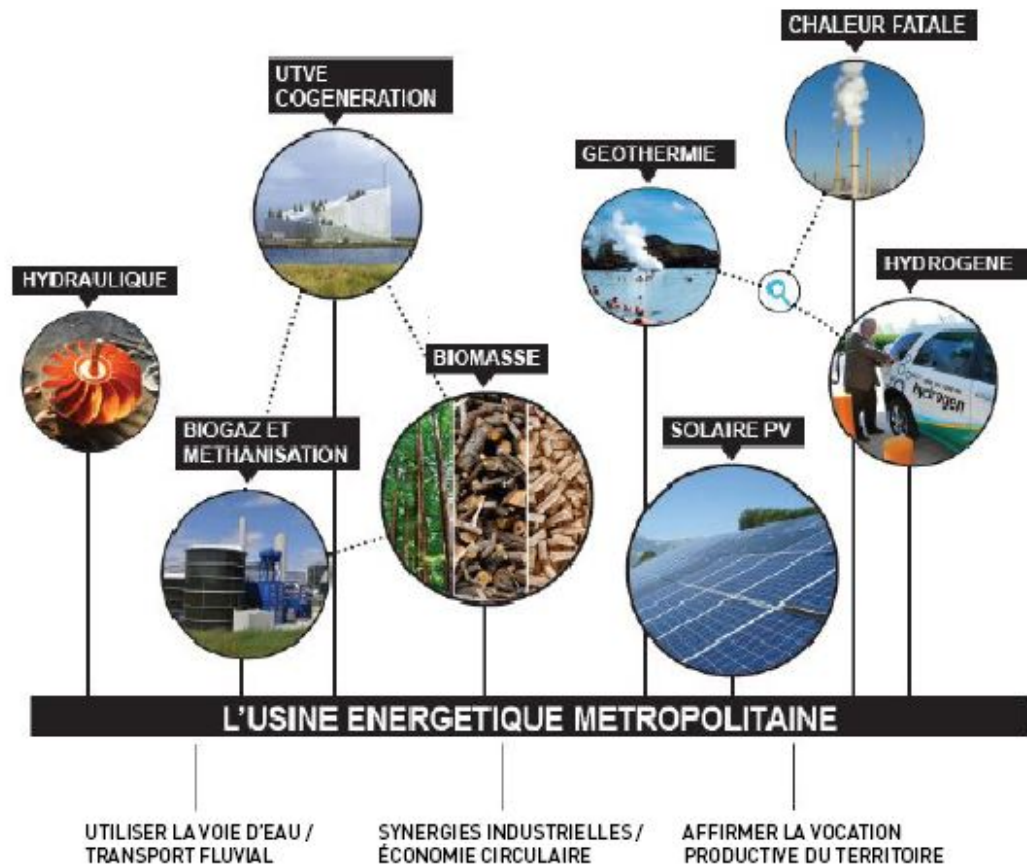 CHALEUR FATALE
UTVE
COGENERATION
GEOTHERMIE
HYDROGENE
HYDRAULIQUE
BIOMASSE
hydrogen
BIOGAZ ET
METHANISATION
SOLAIRE PV
L'USINE ENERGETIQUE METROPOLITAINE
UTILISER LA VOIE D'EAU /
TRANSPORT FLUVIAL
SYNERGIES INDUSTRIELLES /
ÉCONOMIE CIRCULAIRE
AFFIRMER LA VOCATION
PRODUCTIVE DU TERRITOIRE